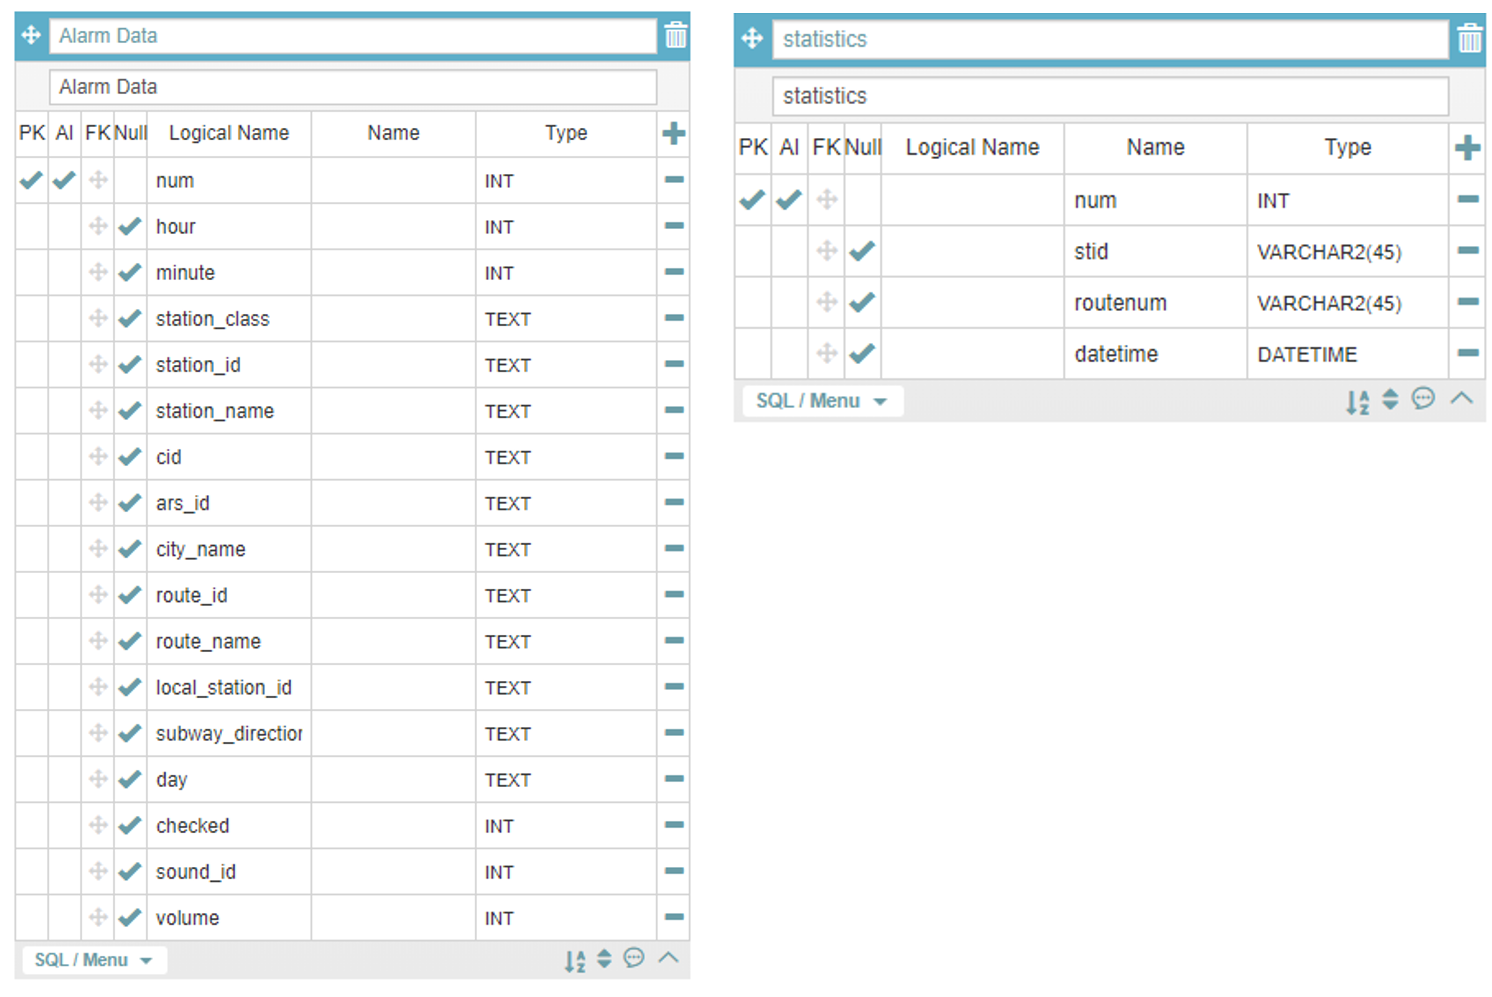 Alarm Data
Alarm Data
PK AI FK Null Logical Name Name Type
num INT
hour INT
minute INT
station_class TEXT
station_id TEXT
station_name TEXT
cid TEXT
ars_id TEXT
city_name TEXT
route_id TEXT
route_name TEXT
local_station_id TEXT
subway_direction TEXT
day TEXT
checked INT
sound_id INT
volume INT
SQL / Menu
statistics
statistics
PK AI FK Null Logical Name Name Type
num INT
stid VARCHAR2(45)
routenum VARCHAR2(45)
datetime DATETIME
SQL / Menu